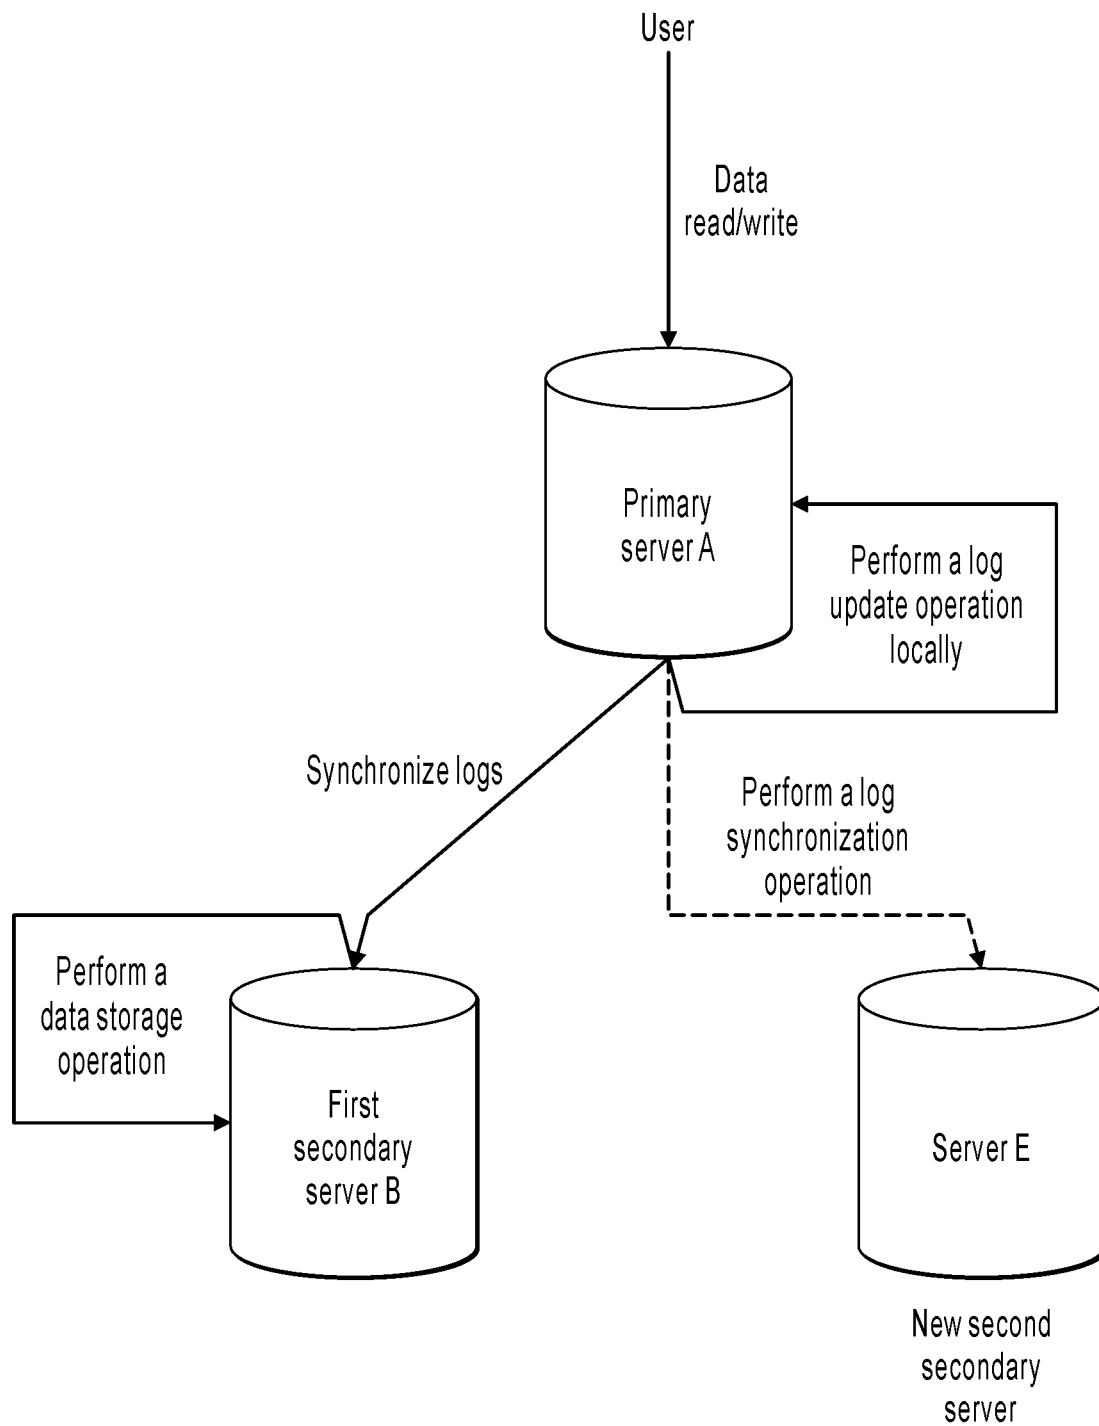 User
Data
read/write
Primary
server A
Perform a log
update operation
locally
Synchronize logs
Perform a log
synchronization
operation
Perform a
data storage
operation
First
secondary
server B
Server E
New second
secondary
server